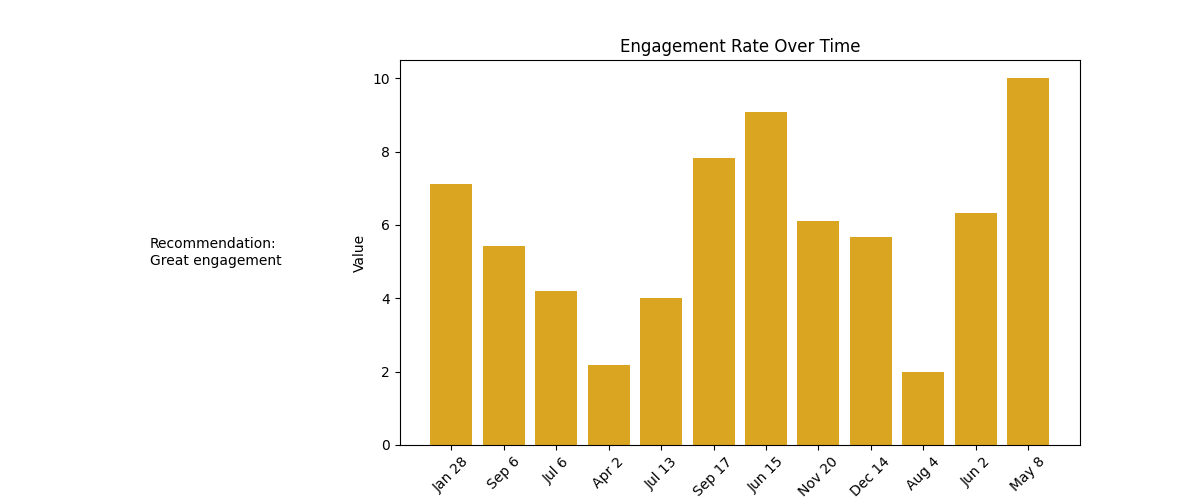 Engagement Rate Over Time
Recommendation:
Great engagement
Value
10
8
6
4
2
0
Jan 28
Sep 6
Jul 6
Apr 2
Jul 13
Sep 17
Jun 15
Nov 20
Dec 14
Aug 4
Jun 2
May 8